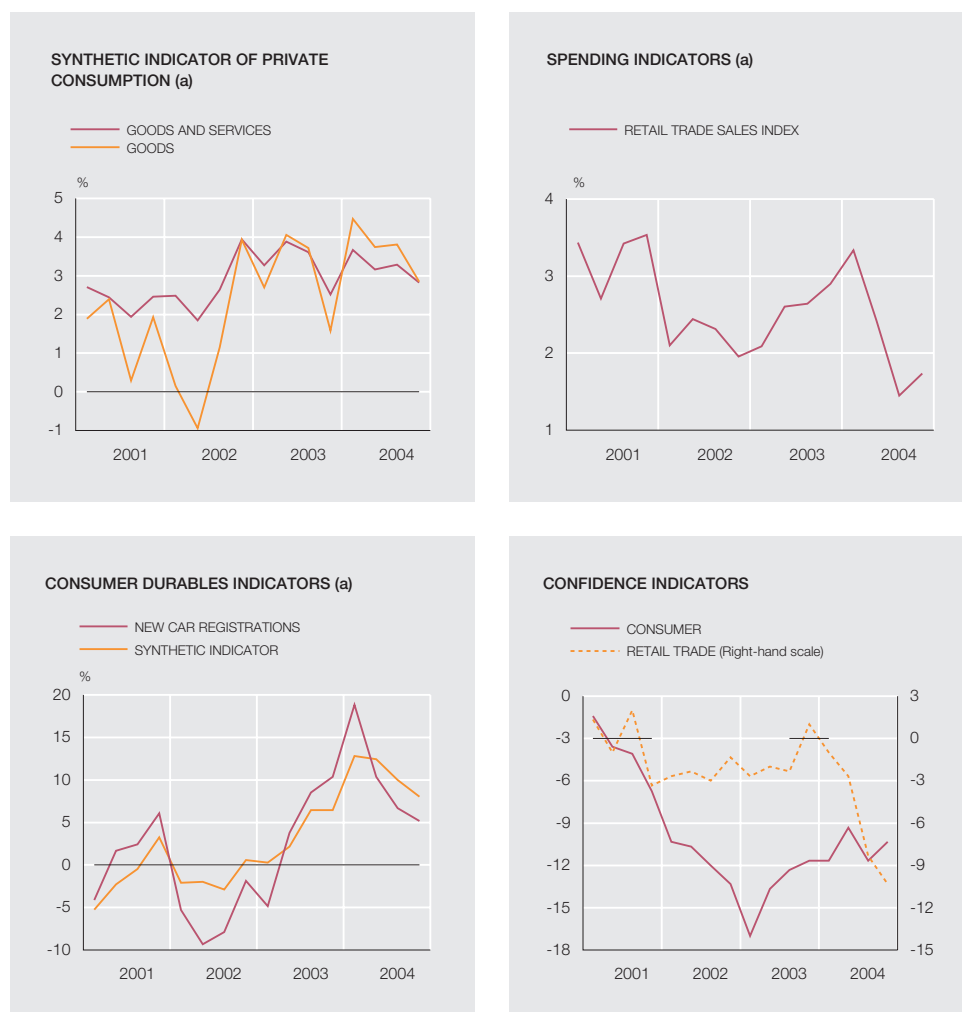 SYNTHETIC INDICATOR OF PRIVATE
CONSUMPTION (a)
GOODS AND SERVICES
GOODS
%
5
4
3
2
1
0
-1
2001 2002 2003 2004
SPENDING INDICATORS (a)
RETAIL TRADE SALES INDEX
%
4
3
2
1
2001 2002 2003 2004
CONSUMER DURABLES INDICATORS (a)
NEW CAR REGISTRATIONS
SYNTHETIC INDICATOR
%
20
15
10
5
0
-5
-10
2001 2002 2003 2004
CONFIDENCE INDICATORS
CONSUMER
RETAIL TRADE (Right-hand scale)
0 3
-3 0
-6 -3
-9 -6
-12 -9
-15 -12
-18 -15
2001 2002 2003 2004